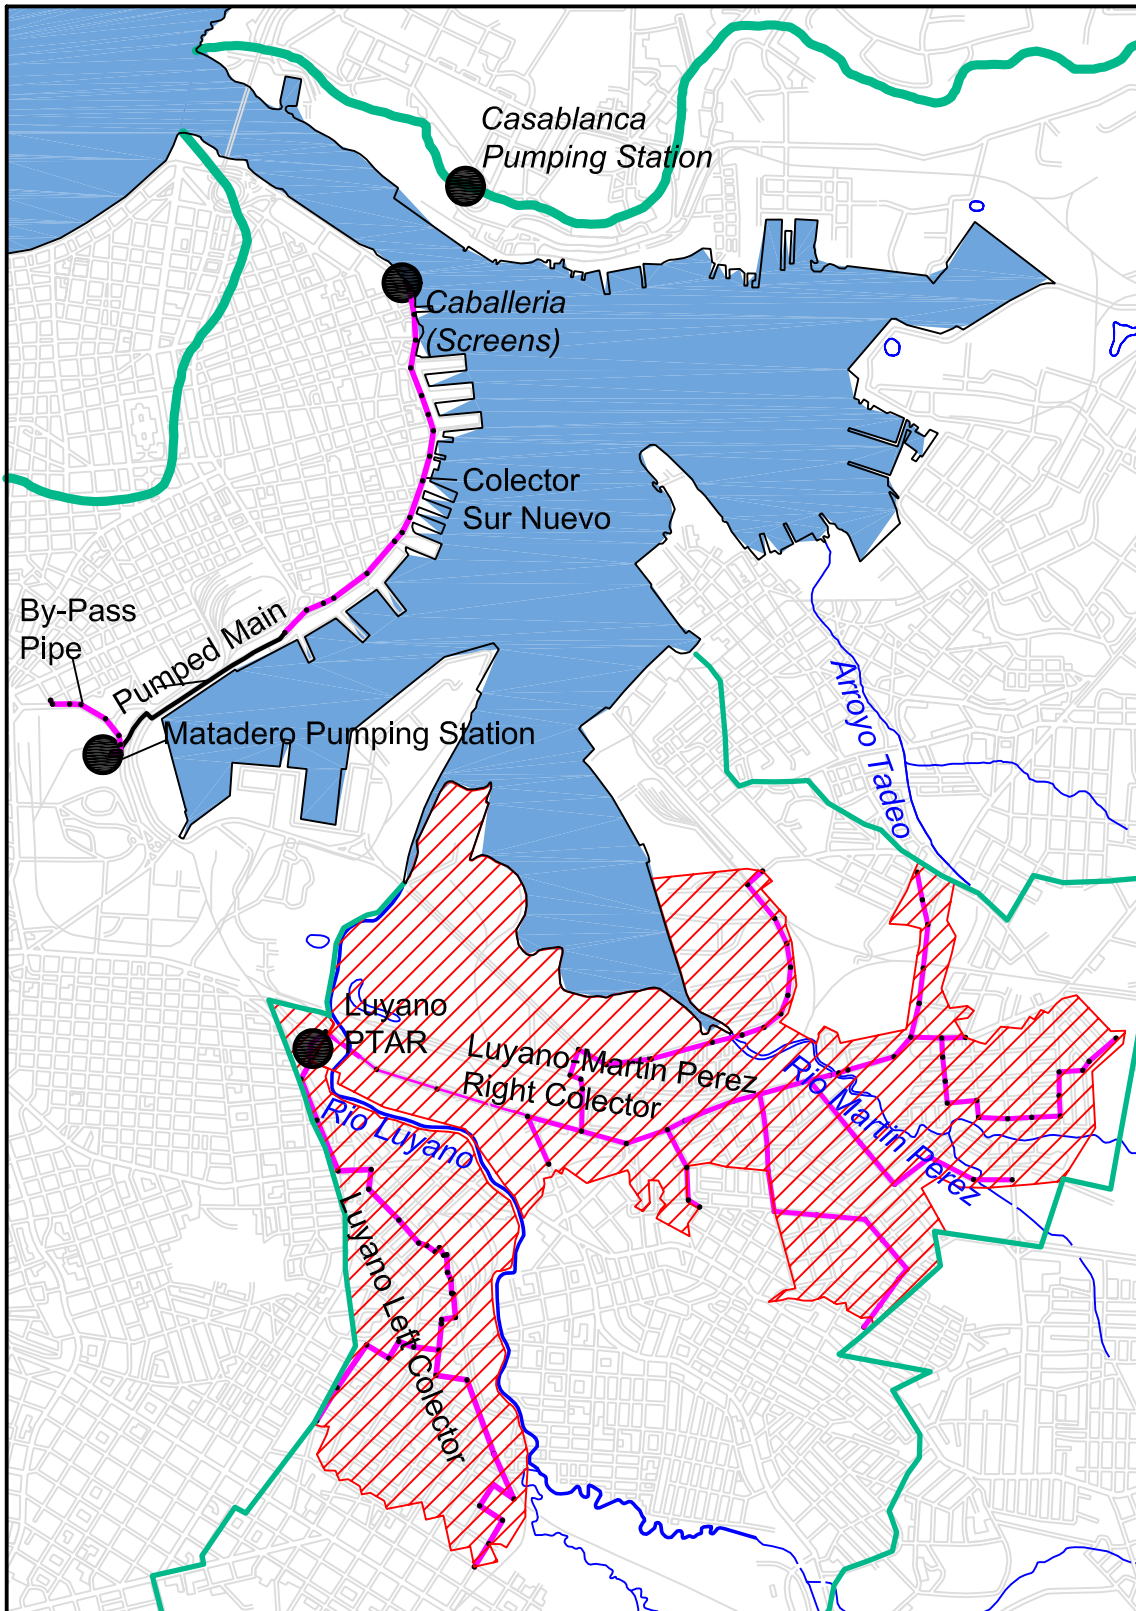 Casablanca
Pumping Station
Caballeria
(Screens)
Colector
Sur Nuevo
By-Pass
Pipe
Pumped Main
Matadero Pumping Station
Arroyo Tadeo
Luyano
PTAR
Luyano-Martin Perez
Right Colector
Rio Martin Perez
Rio Luyano
Luyano Left Colector